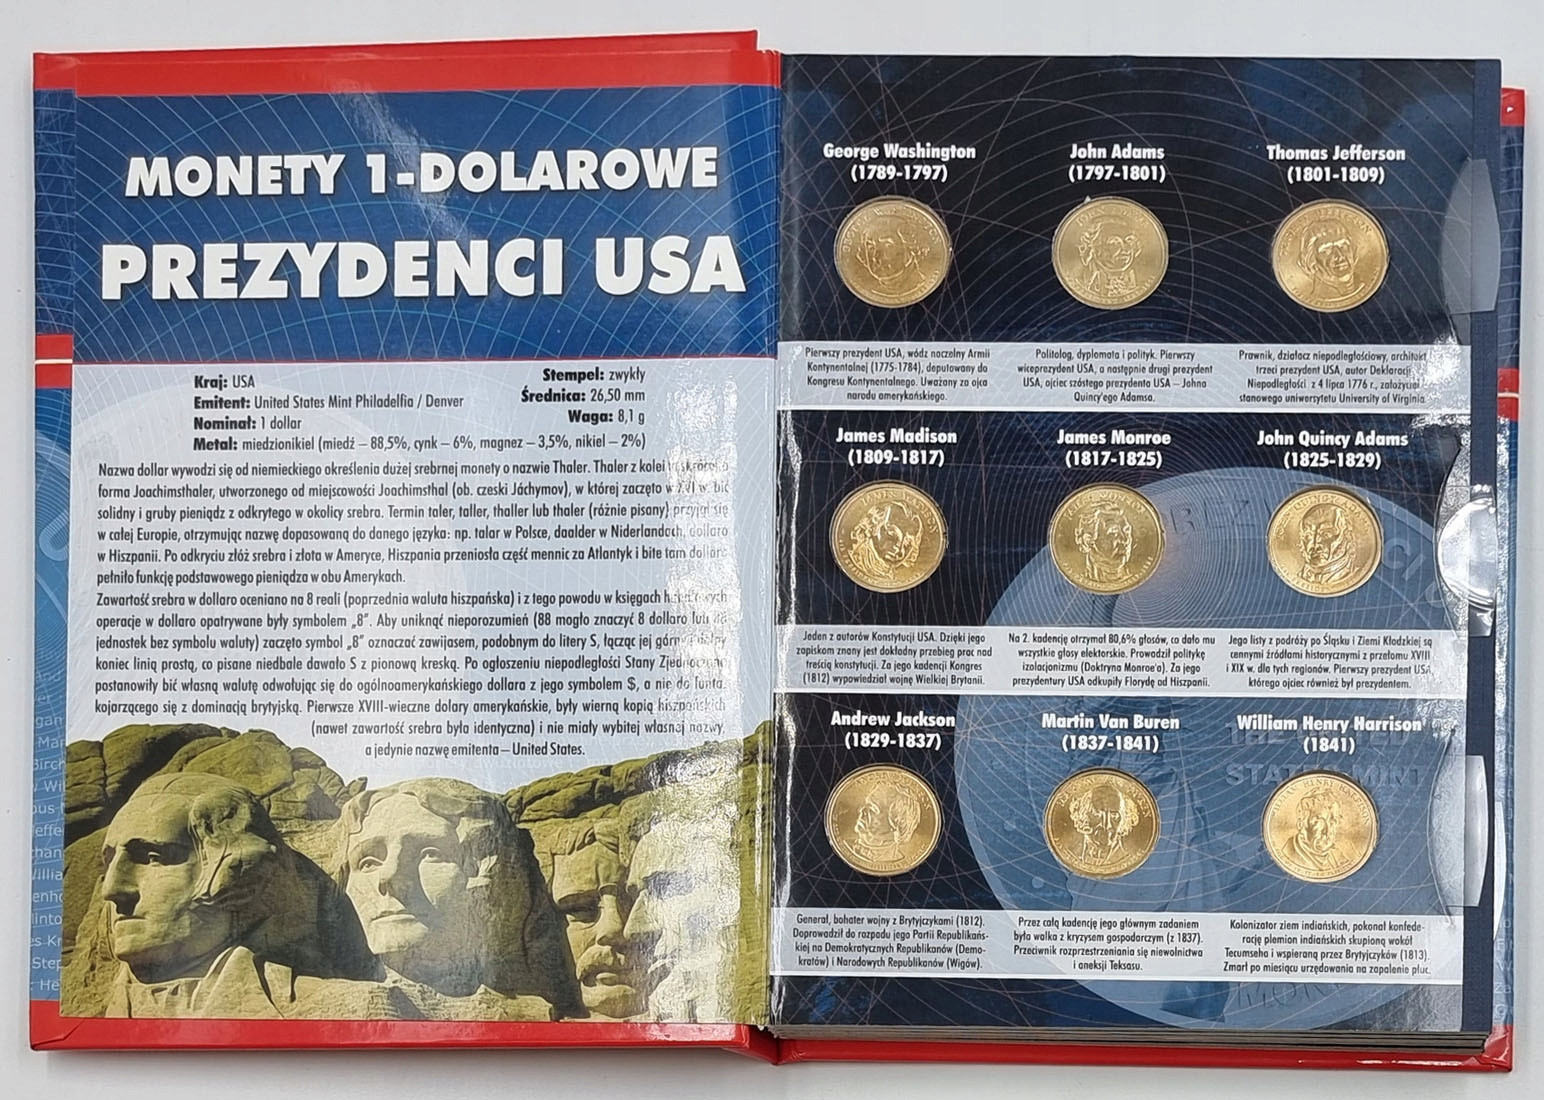 MONETY 1-DOLAROWE
PREZYDENCI USA
Kraj: USA
Emitent: United States Mint Philadelfia / Denver
Nominał: 1 dollar
Metal: miedzionikiel (miedź – 88,5%, cynk – 6%, magnez – 3,5%, nikiel – 2%)
Stempel: zwykły
Średnica: 26,50 mm
Waga: 8,1 g
Nazwa dollar wywodzi się od niemieckiego określenia dużej srebrnej monety o nazwie Thaler. Thaler z kolei
forma Joachimsthaler, utworzonego od miejscowości Joachimsthal (ob. czeski Jáchymov), w której zaczęto w XVI w. bić
solidny i gruby pieniądz z odkrytego w okolicy srebra. Termin taler, taller, thaller lub thaler (różnie pisany) przyjął się
w całej Europie, otrzymując nazwę dopasowaną do danego języka: np. talar w Polsce, daalder w Niderlandach, dollaro
w Hiszpanii. Po odkryciu złóż srebra i złota w Ameryce, Hiszpania przeniosła część mennic za Atlantyk i bite tam dollaro
pełniło funkcję podstawowego pieniądza w obu Amerykach.
Zawartość srebra w dollaro oceniano na 8 reali (poprzednia waluta hiszpańska) i z tego powodu w księgach
operacje w dollaro opatrywane były symbolem „8”. Aby uniknąć nieporozumień (88 mogło znaczyć 8 dollaro lub
jednostek bez symbolu waluty) zaczęto symbol „8” oznaczać zawijasem, podobnym do litery S, łącząc jej górny i dolny
koniec linią prostą, co pisane niedbale dawało S z pionową kreską. Po ogłoszeniu niepodległości Stany Zjednoczone
postanowiły bić własną walutę odwołując się do ogólnoamerykańskiego dollara z jego symbolem $, a nie do funta
kojarzącego się z dominacją brytyjską. Pierwsze XVIII-wieczne dolary amerykańskie, były wierną kopią hiszpańskich
(nawet zawartość srebra była identyczna) i nie miały wybitej własnej nazwy,
a jedynie nazwę emitenta – United States.
George Washington
(1789-1797)
John Adams
(1797-1801)
Thomas Jefferson
(1801-1809)
Pierwszy prezydent USA, wódz naczelny Armii
Kontynentalnej (1775-1784), deputowany do
Kongresu Kontynentalnego. Uważany za ojca
narodu amerykańskiego.
Politolog, dyplomata i polityk. Pierwszy
wiceprezydent USA, a następnie drugi prezydent
USA, ojciec szóstego prezydenta USA – Johna
Quincy'ego Adamsa.
Prawnik, działacz niepodległościowy, architekt
trzeci prezydent USA, autor Deklaracji
Niepodległości z 4 lipca 1776 r., założyciel
stanowego uniwersytetu University of Virginia
James Madison
(1809-1817)
James Monroe
(1817-1825)
John Quincy Adams
(1825-1829)
Jeden z autorów Konstytucji USA. Dzięki jego
zapiskom znany jest dokładny przebieg prac nad
treścią konstytucji. Za jego kadencji Kongres
(1812) wypowiedział wojnę Wielkiej Brytanii.
Na 2. kadencję otrzymał 80,6% głosów, co dało mu
wszystkie głosy elektorskie. Prowadził politykę
izolacjonizmu (Doktryna Monroe'a). Za jego
prezydentury USA odkupiły Florydę od Hiszpanii.
Jego listy z podróży po Śląsku i Ziemi Kłodzkiej są
cennymi źródłami historycznymi z przełomu XVIII
i XIX w. dla tych regionów. Pierwszy prezydent USA,
którego ojciec również był prezydentem.
Andrew Jackson
(1829-1837)
Martin Van Buren
(1837-1841)
William Henry Harrison
(1841)
Generał, bohater wojny z Brytyjczykami (1812).
Doprowadził do rozpadu jego Partii Republikańs-
kiej na Demokratycznych Republikanów (Demo-
kratów) i Narodowych Republikanów (Wigów).
Przez całą kadencję jego głównym zadaniem
była walka z kryzysem gospodarczym (z 1837).
Przeciwnik rozprzestrzeniania się niewolnictwa
i aneksji Teksasu.
Kolonizator ziem indiańskich, pokonał konfede-
rację plemion indiańskich skupioną wokół
Tecumseha i wspieraną przez Brytyjczyków (1813).
Zmarł po miesiącu urzędowania na zapalenie płuc.